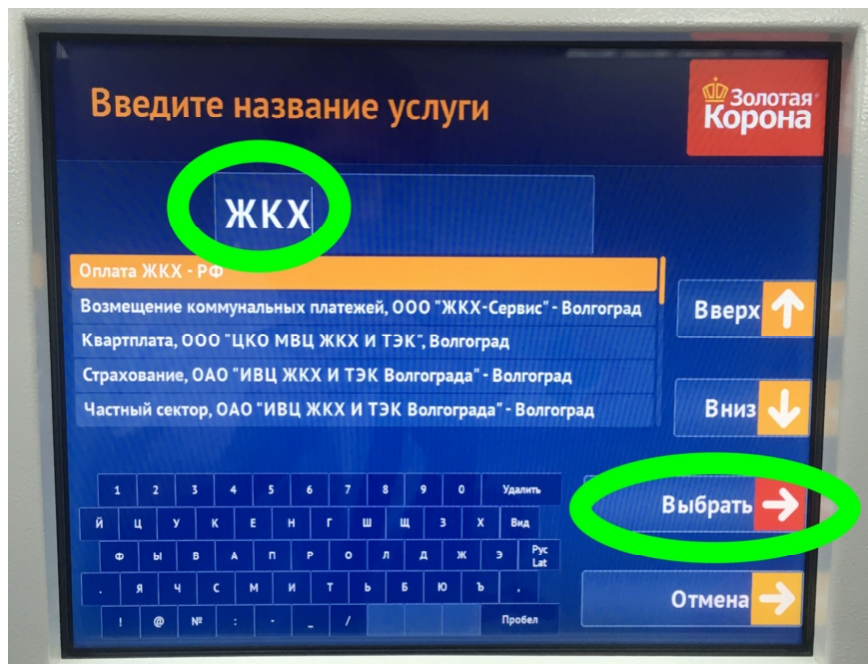 Введите название услуги
Золотая
Корона
ЖКХ
Оплата ЖКХ - РФ
Возмещение коммунальных платежей, ООО "ЖКХ-Сервис" - Волгоград
Квартплата, ООО "ЦКО МВЦ ЖКХ И ТЭК", Волгоград
Страхование, ОАО "ИВЦ ЖКХ И ТЭК Волгограда" - Волгоград
Частный сектор, ОАО "ИВЦ ЖКХ И ТЭК Волгограда" - Волгоград
Вверх
Вниз
Выбрать
Отмена
1 2 3 4 5 6 7 8 9 0 Удалить
Й Ц У К Е Н Г Ш Щ З Х Вид
Ф Ы В А П Р О Л Д Ж Э Рус
Lat
. Я Ч С М И Т Ь Б Ю Ъ ,
! @ № : - _ / Пробел